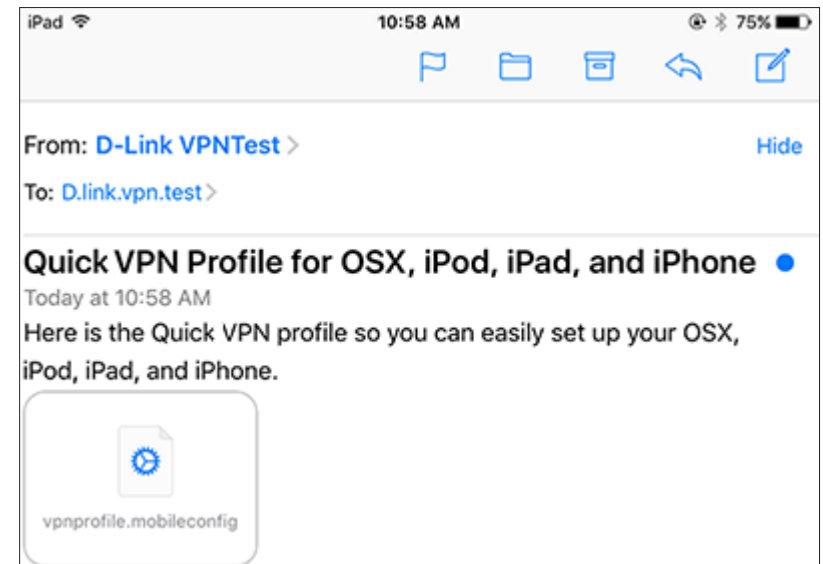 iPad 10:58 AM 75%
From: D-Link VPNTest > Hide
To: D.link.vpn.test >
Quick VPN Profile for OSX, iPod, iPad, and iPhone
Today at 10:58 AM
Here is the Quick VPN profile so you can easily set up your OSX,
iPod, iPad, and iPhone.
vpnprofile.mobileconfig